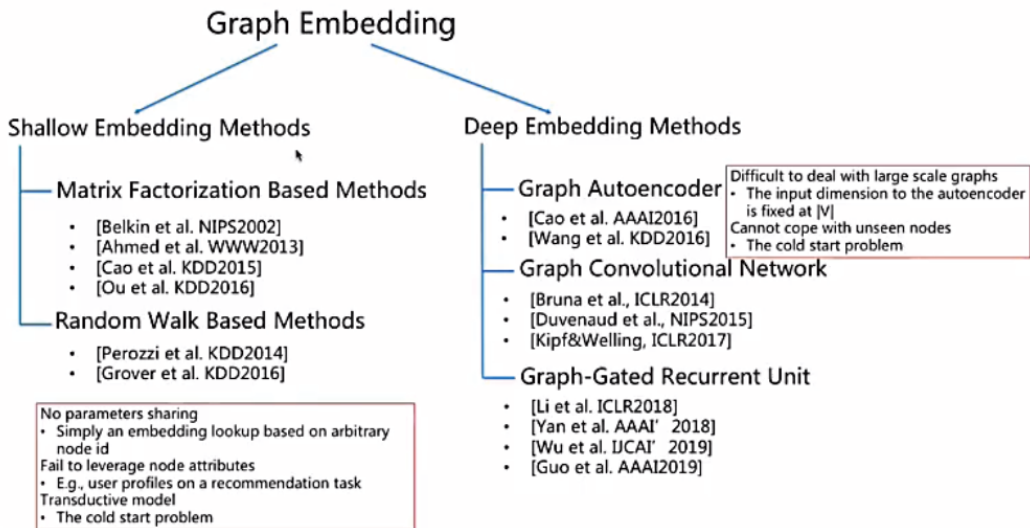 Graph Embedding
Shallow Embedding Methods
Matrix Factorization Based Methods
• [Belkin et al. NIPS2002]
• [Ahmed et al. WWW2013]
• [Cao et al. KDD2015]
• [Ou et al. KDD2016]
Random Walk Based Methods
• [Perozzi et al. KDD2014]
• [Grover et al. KDD2016]
No parameters sharing
• Simply an embedding lookup based on arbitrary
node id
Fail to leverage node attributes
• E.g., user profiles on a recommendation task
Transductive model
• The cold start problem
Deep Embedding Methods
Graph Autoencoder
• [Cao et al. AAAI2016]
• [Wang et al. KDD2016]
Difficult to deal with large scale graphs
• The input dimension to the autoencoder
is fixed at |V|
Cannot cope with unseen nodes
• The cold start problem
Graph Convolutional Network
• [Bruna et al., ICLR2014]
• [Duvenaud et al., NIPS2015]
• [Kipf&Welling, ICLR2017]
Graph-Gated Recurrent Unit
• [Li et al. ICLR2018]
• [Yan et al. AAAI' 2018]
• [Wu et al. IJCAI' 2019]
• [Guo et al. AAAI2019]